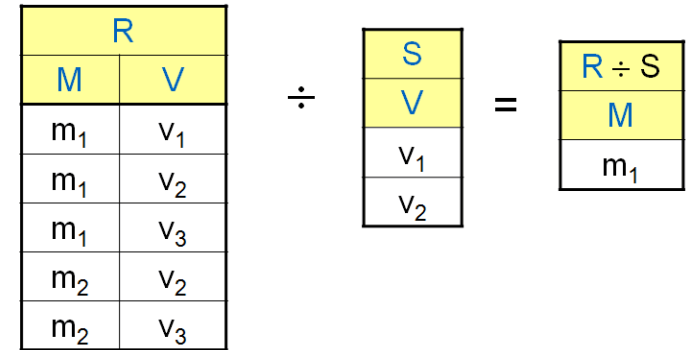 R
M V
m₁ v₁
m₁ v₂
m₁ v₃
m₂ v₂
m₂ v₃
÷
S
V
v₁
v₂
=
R ÷ S
M
m₁